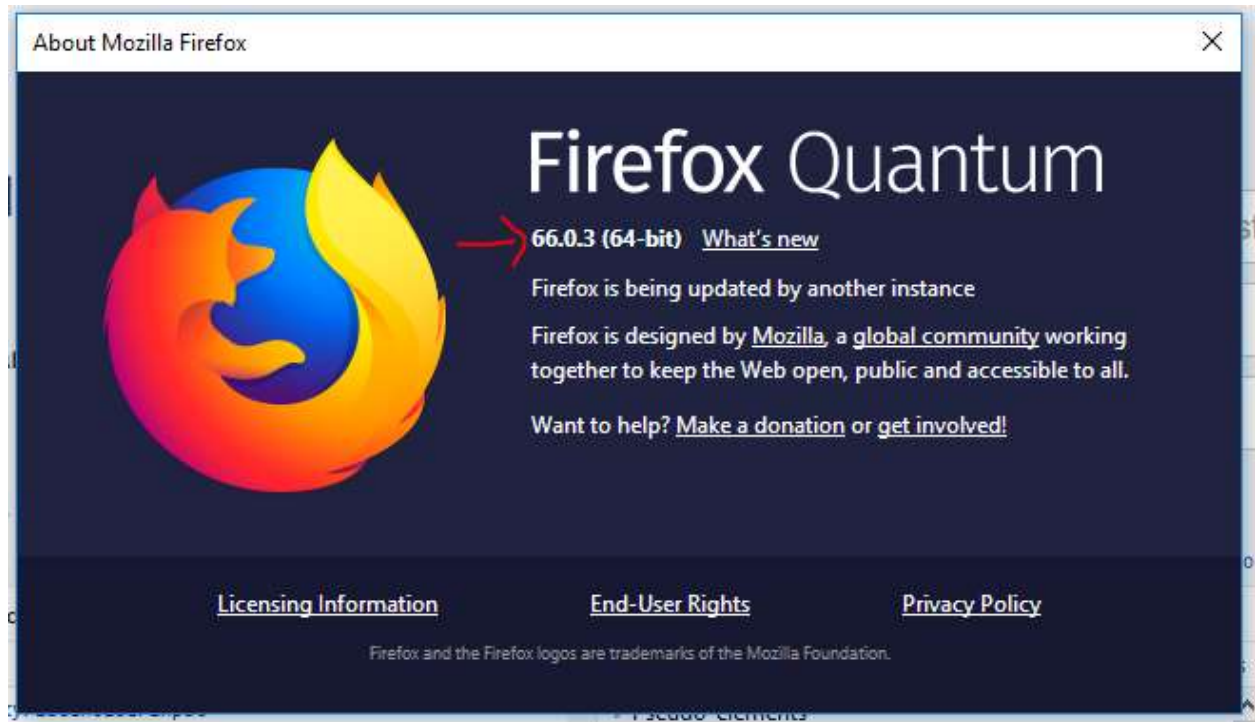 About Mozilla Firefox
Firefox Quantum
66.0.3 (64-bit) What's new
Firefox is being updated by another instance
Firefox is designed by Mozilla, a global community working
together to keep the Web open, public and accessible to all.
Want to help? Make a donation or get involved!
Licensing Information End-User Rights Privacy Policy
Firefox and the Firefox logos are trademarks of the Mozilla Foundation.